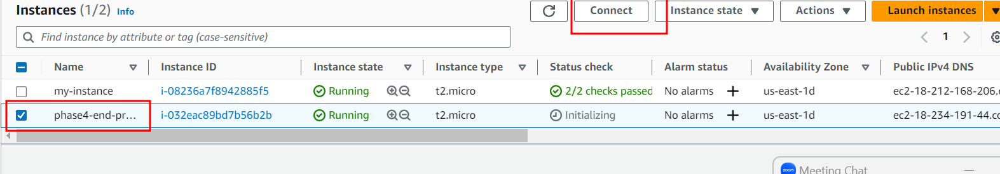 Instances (1/2) Info
Connect
Instance state
Actions
Launch instances
Find instance by attribute or tag (case-sensitive)
1
Name Instance ID Instance state Instance type Status check Alarm status Availability Zone Public IPv4 DNS
my-instance i-08236a7f8942885f5 Running t2.micro 2/2 checks passed No alarms us-east-1d ec2-18-212-168-206.
phase4-end-pr... i-032eac89bd7b56b2b Running t2.micro Initializing No alarms us-east-1d ec2-18-234-191-44.co
zoom Meeting Chat